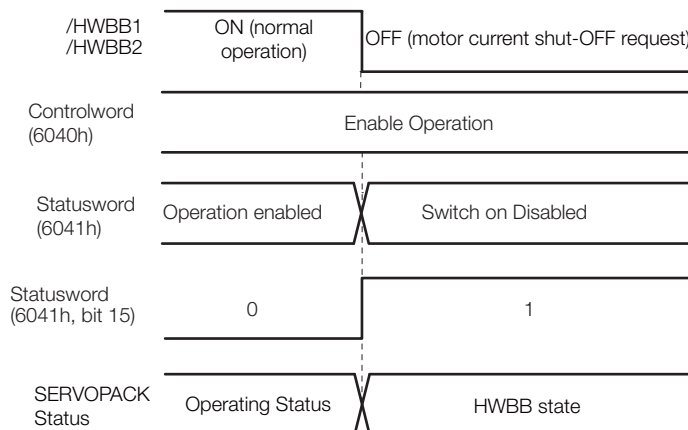 /HWBB1
/HWBB2
ON (normal
operation)
OFF (motor current shut-OFF request)
Controlword
(6040h)
Enable Operation
Statusword
(6041h)
Operation enabled
Switch on Disabled
Statusword
(6041h, bit 15)
0
1
SERVOPACK
Status
Operating Status
HWBB state